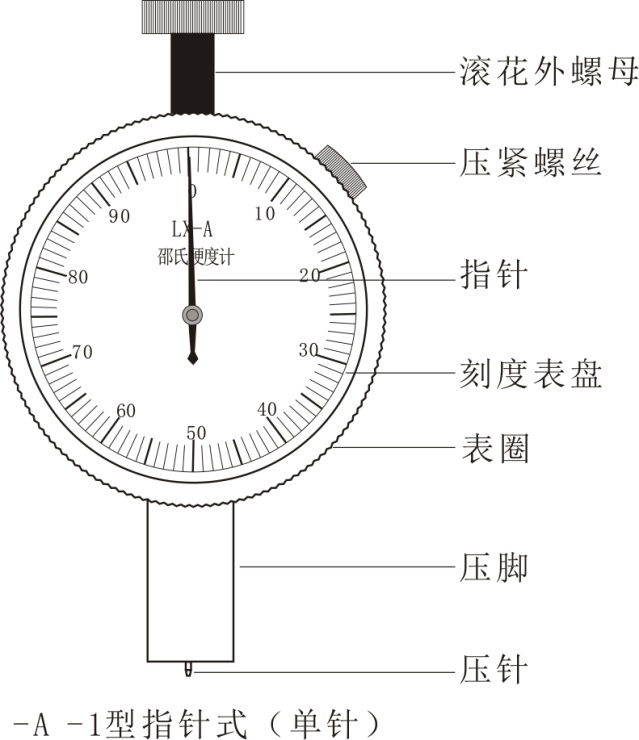 滚花外螺母
压紧螺丝
0
10
90
LX-A
邵氏硬度计
指针
20
80
30
70
刻度表盘
40
60
50
表圈
压脚
压针
-A -1型指针式（单针）